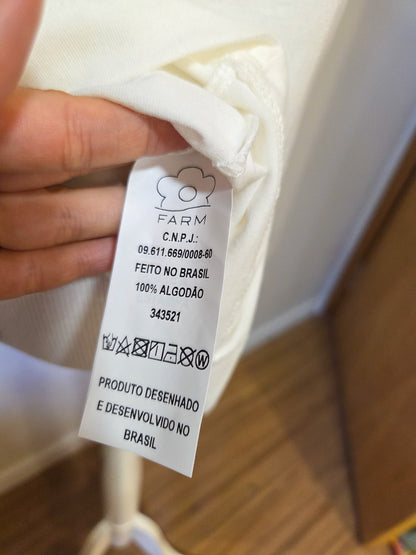 FARM
C.N.P.J.:
09.611.669/0008-60
FEITO NO BRASIL
100% ALGODÃO
343521
W
PRODUTO DESENHADO
E DESENVOLVIDO NO
BRASIL